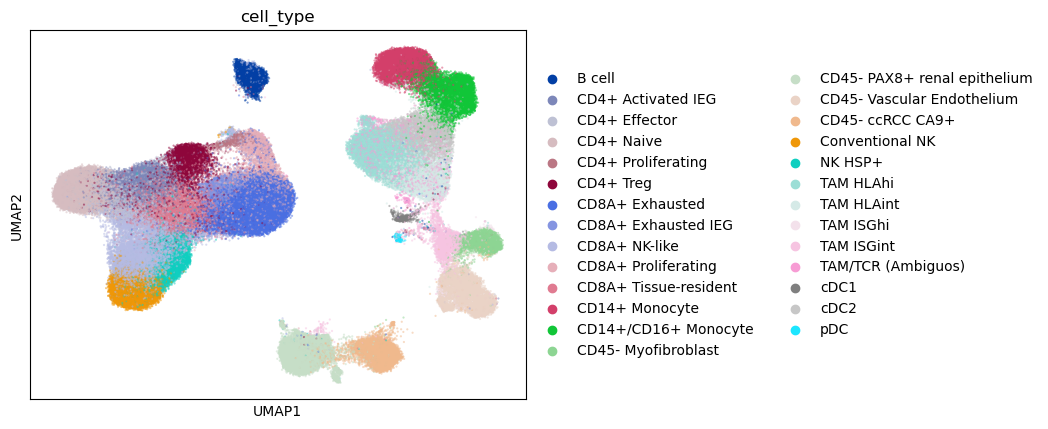 cell_type
UMAP2
UMAP1
B cell
CD4+ Activated IEG
CD4+ Effector
CD4+ Naive
CD4+ Proliferating
CD4+ Treg
CD8A+ Exhausted
CD8A+ Exhausted IEG
CD8A+ NK-like
CD8A+ Proliferating
CD8A+ Tissue-resident
CD14+ Monocyte
CD14+/CD16+ Monocyte
CD45- Myofibroblast
CD45- PAX8+ renal epithelium
CD45- Vascular Endothelium
CD45- ccRCC CA9+
Conventional NK
NK HSP+
TAM HLAhi
TAM HLAint
TAM ISGhi
TAM ISGint
TAM/TCR (Ambiguos)
cDC1
cDC2
pDC